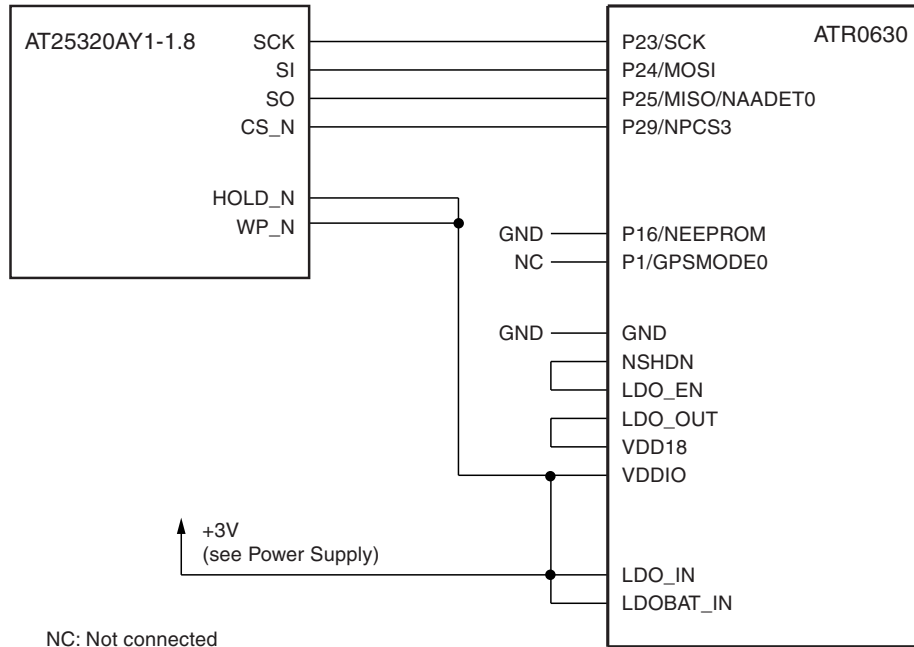 AT25320AY1-1.8
SCK
SI
SO
CS_N
HOLD_N
WP_N
ATR0630
P23/SCK
P24/MOSI
P25/MISO/NAADET0
P29/NPCS3
GND
P16/NEEPROM
NC
P1/GPSMODE0
GND
GND
NSHDN
LDO_EN
LDO_OUT
VDD18
VDDIO
+3V
(see Power Supply)
LDO_IN
LDOBAT_IN
NC: Not connected